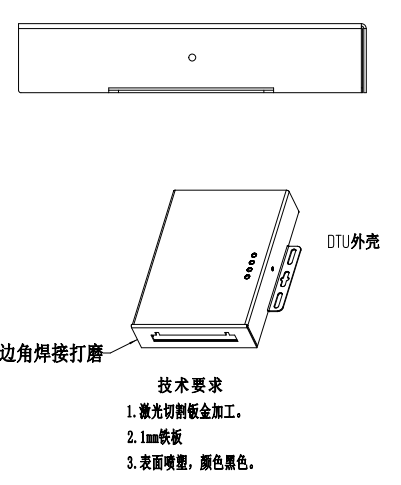 DTU外壳
边角焊接打磨
技术要求
1.激光切割钣金加工。
2.1mm铁板
3.表面喷塑，颜色黑色。